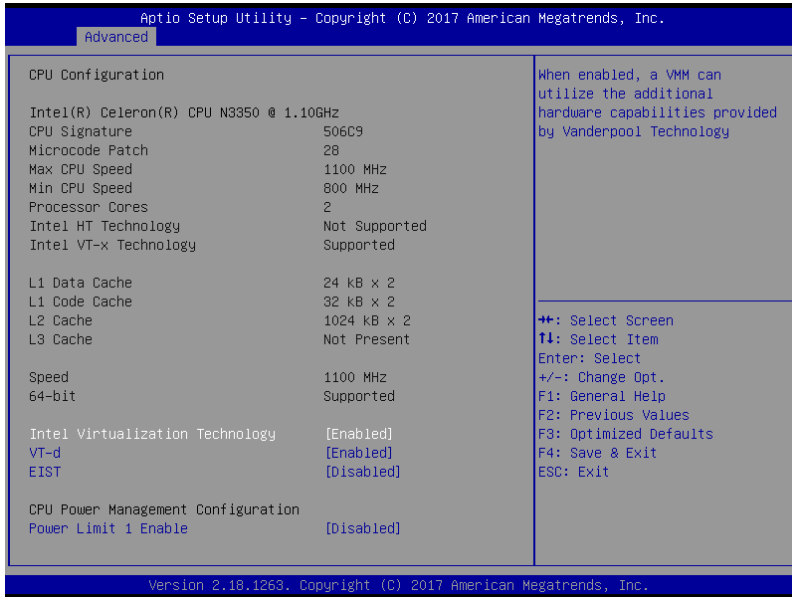 Aptio Setup Utility – Copyright (C) 2017 American Megatrends, Inc.
Advanced
CPU Configuration
Intel(R) Celeron(R) CPU N3350 @ 1.10GHz
CPU Signature 506C9
Microcode Patch 28
Max CPU Speed 1100 MHz
Min CPU Speed 800 MHz
Processor Cores 2
Intel HT Technology Not Supported
Intel VT-x Technology Supported
L1 Data Cache 24 kB x 2
L1 Code Cache 32 kB x 2
L2 Cache 1024 kB x 2
L3 Cache Not Present
Speed 1100 MHz
64-bit Supported
Intel Virtualization Technology [Enabled]
VT-d [Enabled]
EIST [Disabled]
CPU Power Management Configuration
Power Limit 1 Enable [Disabled]
When enabled, a VMM can
utilize the additional
hardware capabilities provided
by Vanderpool Technology
→←: Select Screen
↑↓: Select Item
Enter: Select
+/-: Change Opt.
F1: General Help
F2: Previous Values
F3: Optimized Defaults
F4: Save & Exit
ESC: Exit
Version 2.18.1263. Copyright (C) 2017 American Megatrends, Inc.